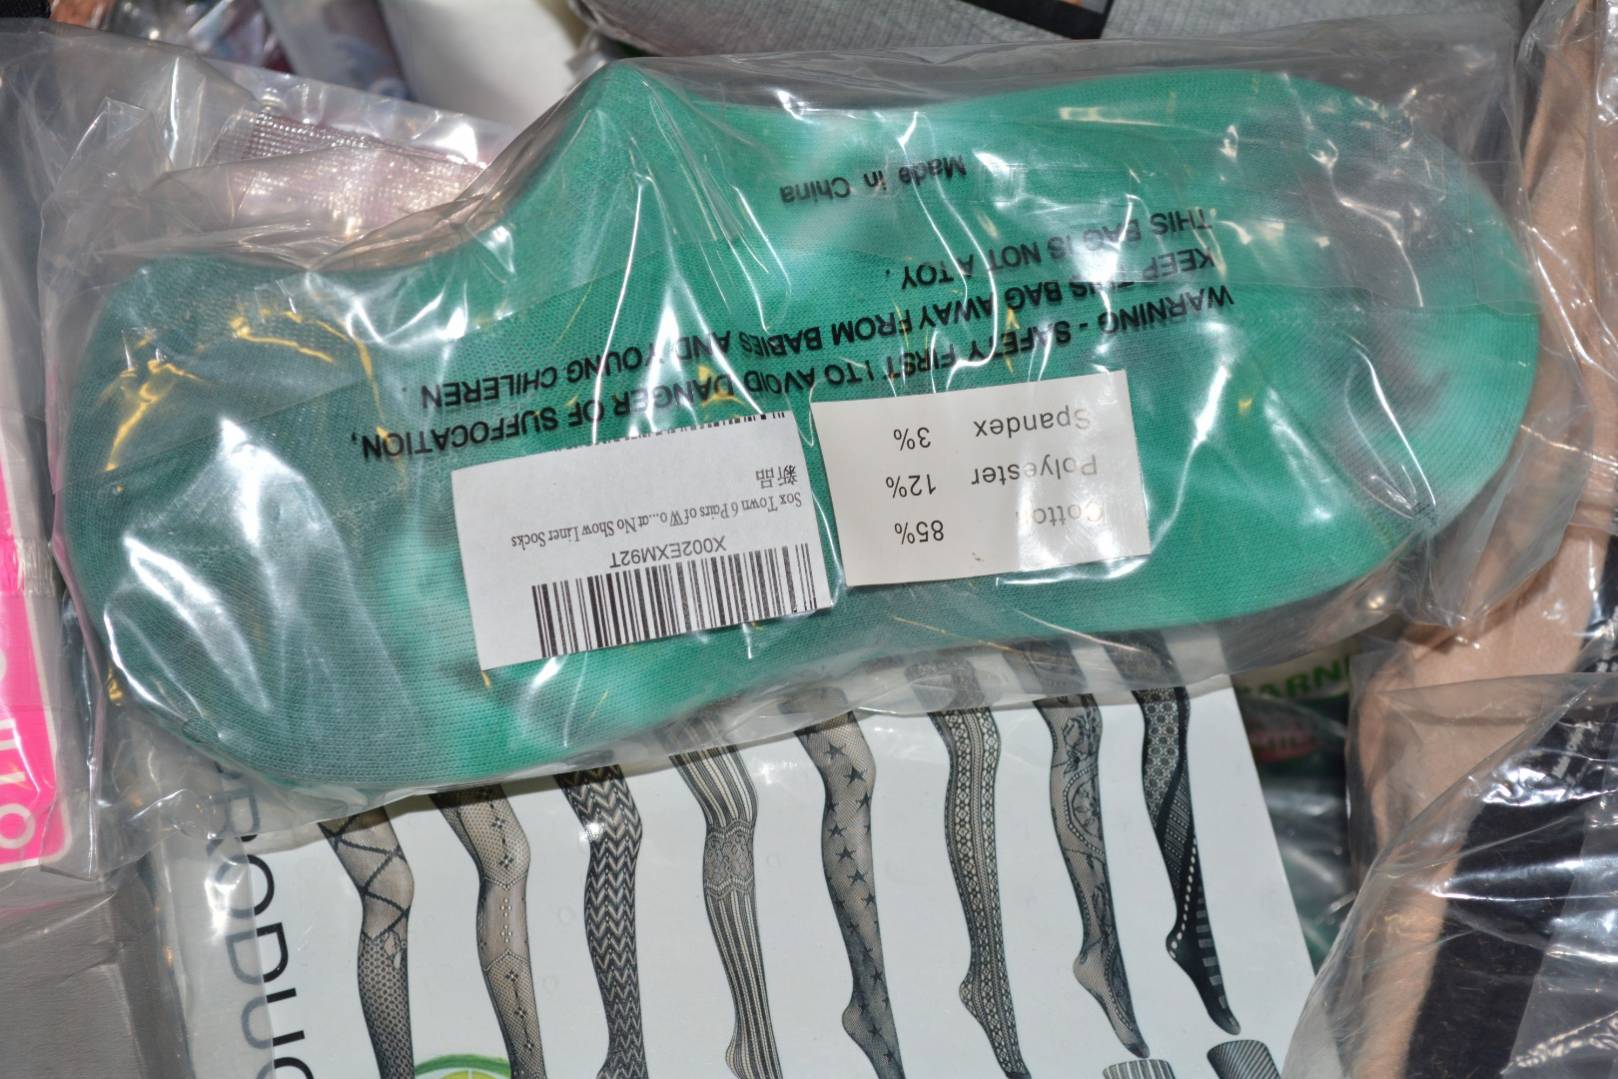 WARNING - SAFETY FIRST ! TO AVOID DANGER OF SUFFOCATION,
KEEP THIS BAG AWAY FROM BABIES AND YOUNG CHILEREN .
THIS BAG IS NOT A TOY .
Made in China
Cotton 85%
Polyester 12%
Spandex 3%
X002EXM92T
Sox Town 6 Pairs of Wo...at No Show Liner Socks
新品